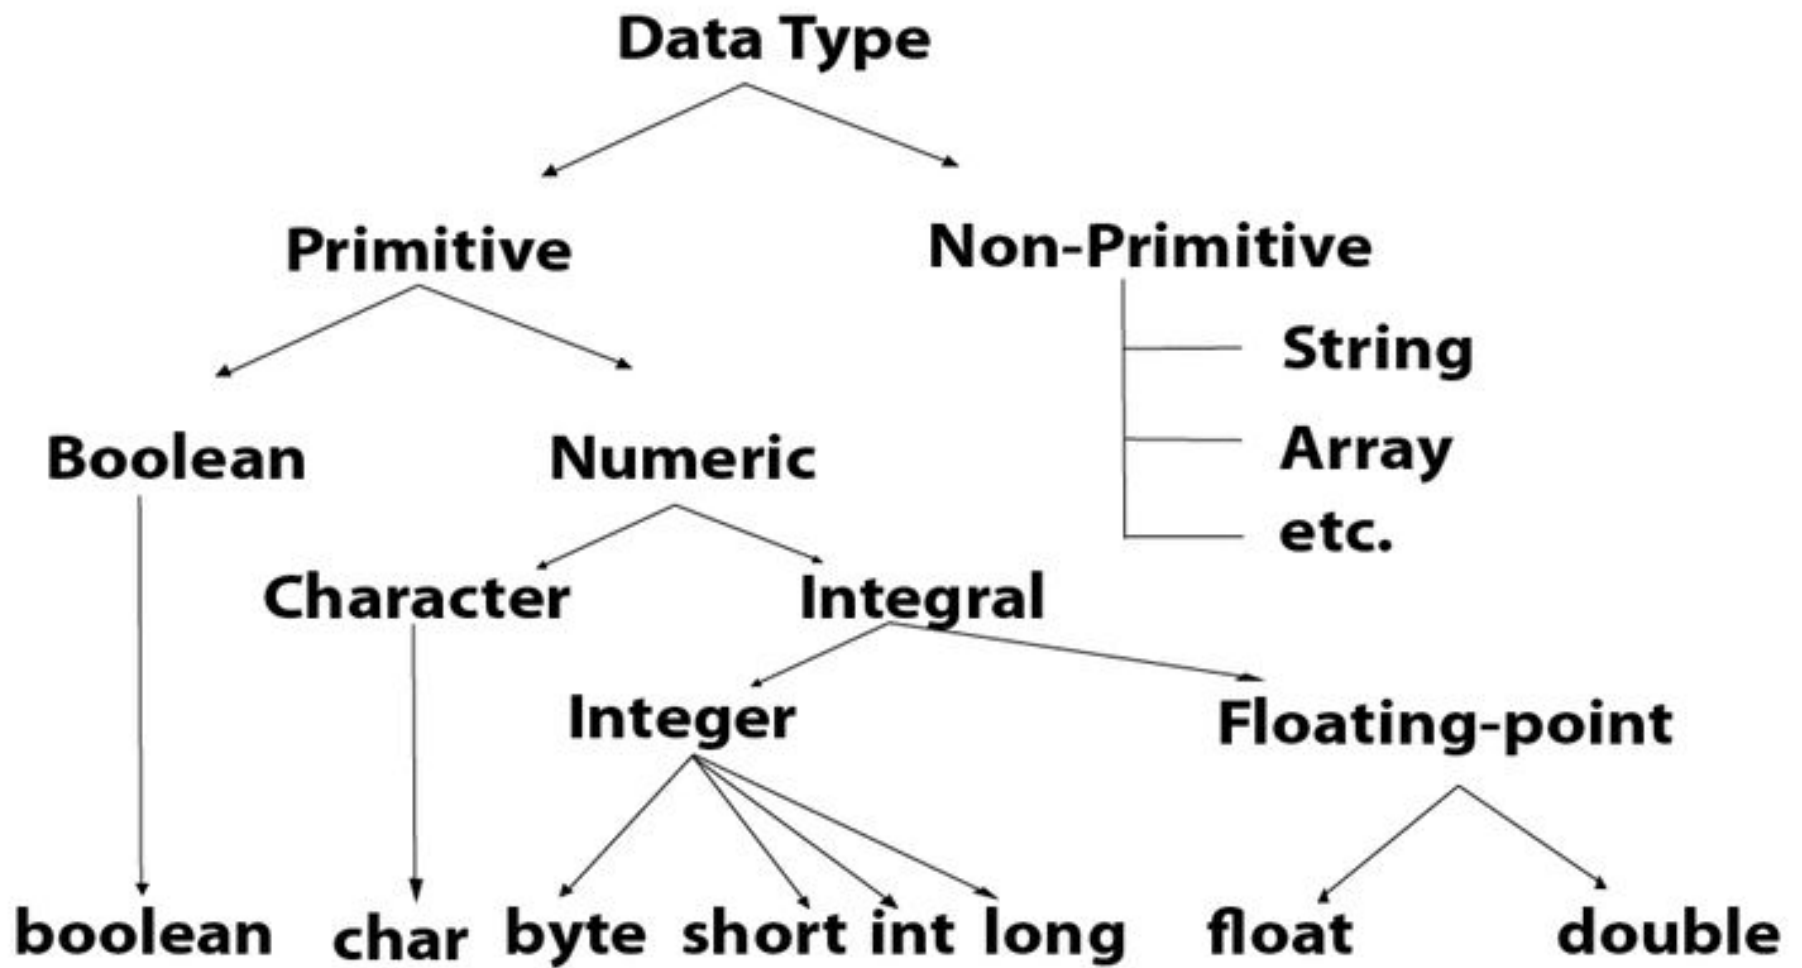 Data Type
Primitive
Non-Primitive
String
Array
etc.
Boolean
Numeric
Character
Integral
Integer
Floating-point
boolean
char
byte
short
int
long
float
double